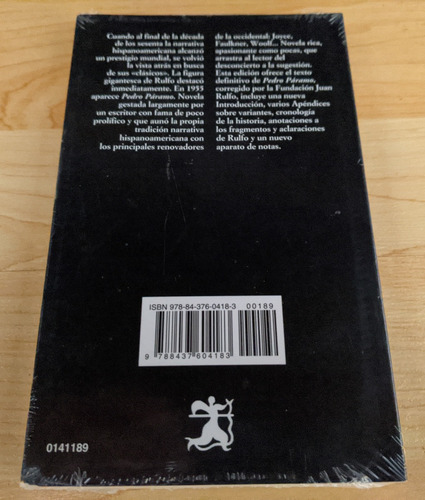 Cuando al final de la década
de los sesenta la narrativa
hispanoamericana alcanzó
un prestigio mundial, se volvió
la vista atrás en busca
de sus «clásicos». La figura
gigantesca de Rulfo destacó
inmediatamente. En 1955
aparece Pedro Páramo. Novela
gestada largamente por
un escritor con fama de poco
prolífico y que aunó la propia
tradición narrativa
hispanoamericana con
los principales renovadores
de la occidental: Joyce,
Faulkner, Woolf... Novela rica,
apasionante como pocas, que
arrastra al lector del
desconcierto a la sugestión.
Esta edición ofrece el texto
definitivo de Pedro Páramo,
corregido por la Fundación Juan
Rulfo, incluye una nueva
Introducción, varios Apéndices
sobre variantes, cronología
de la historia, anotaciones a
los fragmentos y aclaraciones
de Rulfo y un nuevo
aparato de notas.
ISBN 978-84-376-0418-3
00189
9 788437 604183
0141189